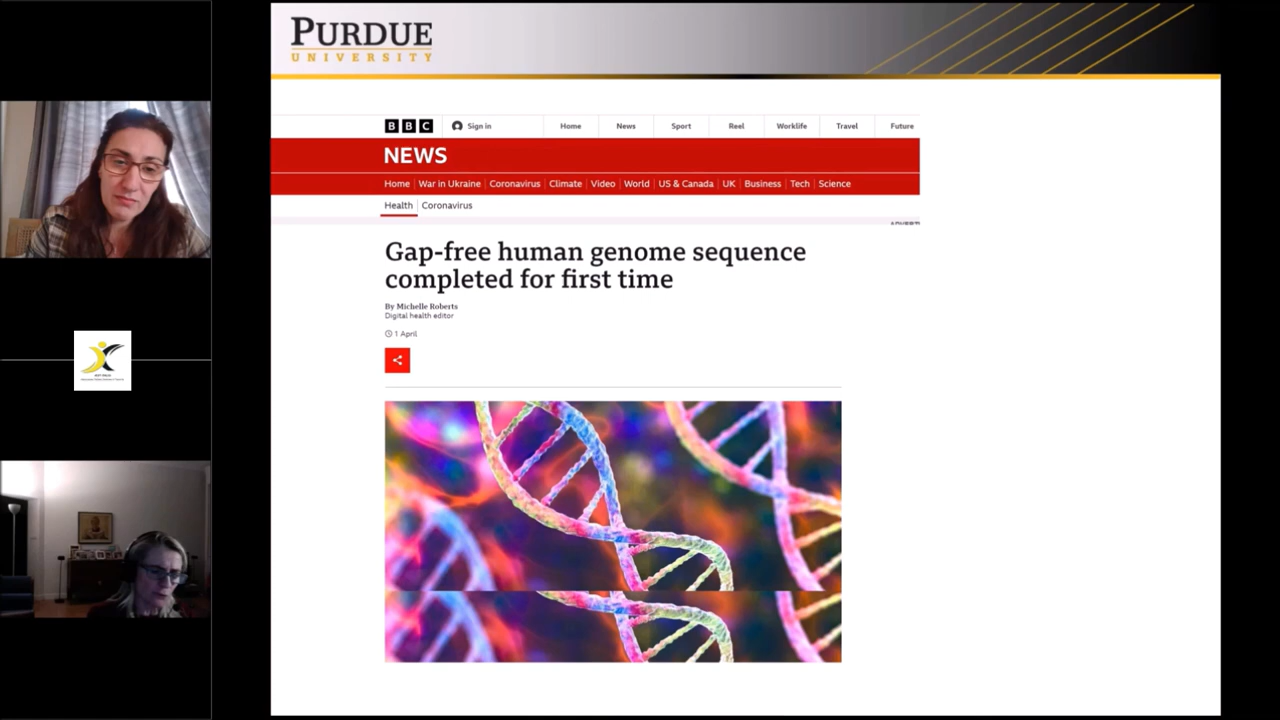 PURDUE
UNIVERSITY
BBC Sign in Home News Sport Reel Worklife Travel Future
NEWS
Home War in Ukraine Coronavirus Climate Video World US & Canada UK Business Tech Science
Health Coronavirus
Gap-free human genome sequence
completed for first time
By Michelle Roberts
Digital health editor
1 April